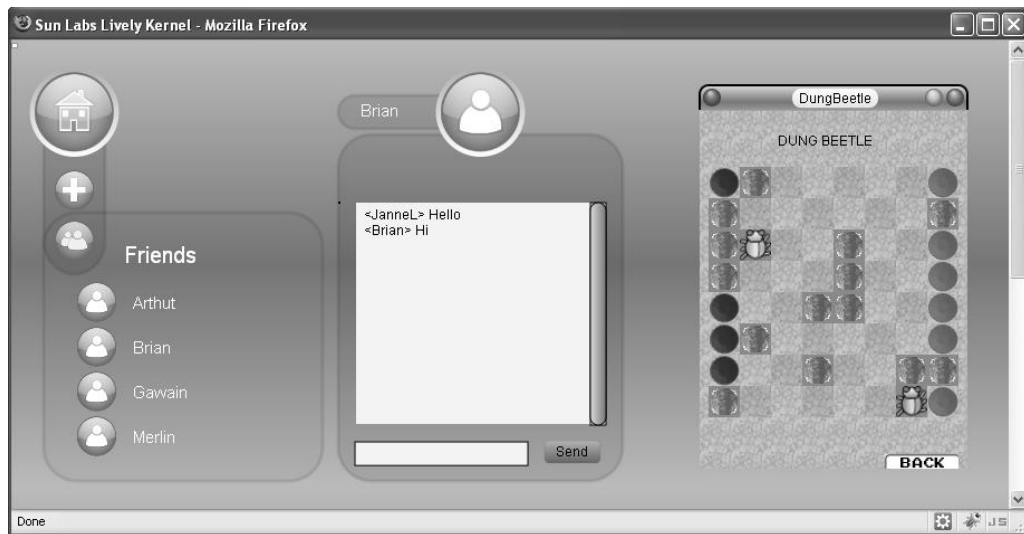 Sun Labs Lively Kernel - Mozilla Firefox
Friends
Arthut
Brian
Gawain
Merlin
Brian
<JanneL> Hello
<Brian> Hi
Send
DungBeetle
DUNG BEETLE
BACK
Done
JS